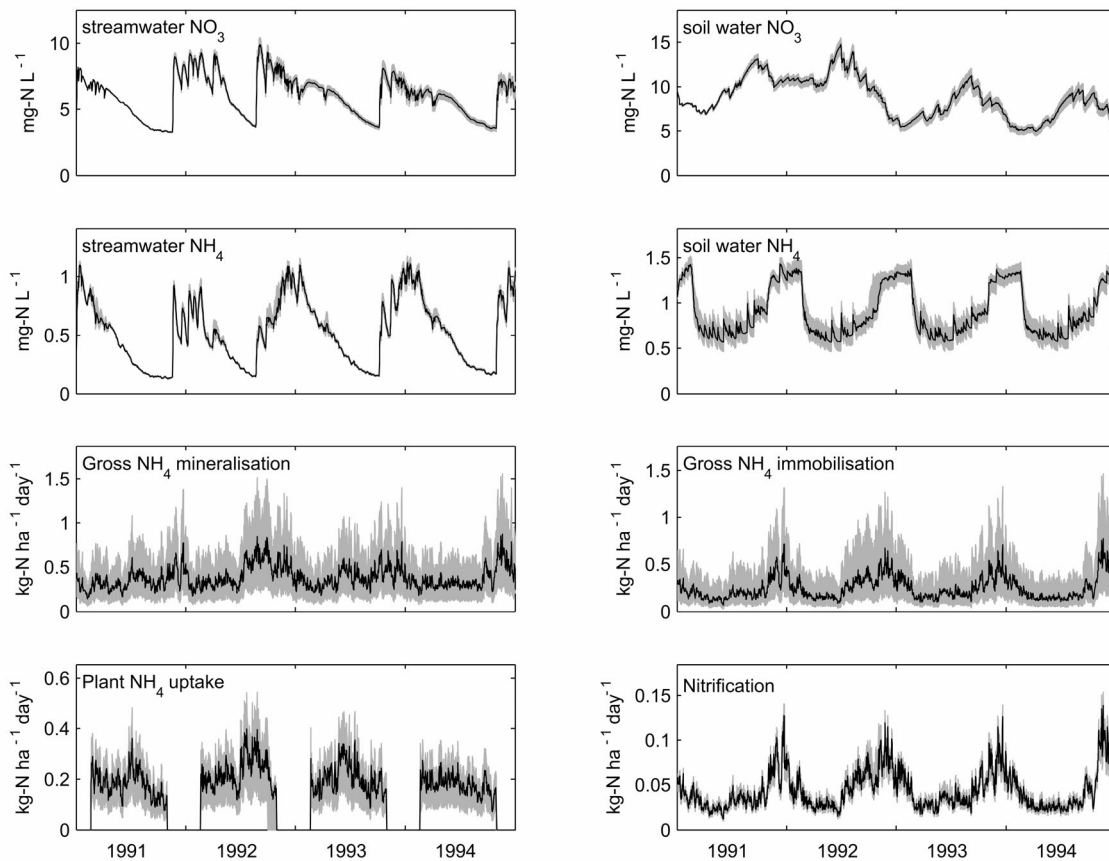 streamwater NO3
mg-N L-1
10
5
0
soil water NO3
mg-N L-1
15
10
5
0
streamwater NH4
mg-N L-1
1
0.5
0
soil water NH4
mg-N L-1
1.5
1
0.5
0
Gross NH4 mineralisation
kg-N ha-1 day-1
1.5
1
0.5
0
Gross NH4 immobilisation
kg-N ha-1 day-1
1.5
1
0.5
0
Plant NH4 uptake
kg-N ha-1 day-1
0.6
0.4
0.2
0
1991 1992 1993 1994
Nitrification
kg-N ha-1 day-1
0.15
0.1
0.05
0
1991 1992 1993 1994